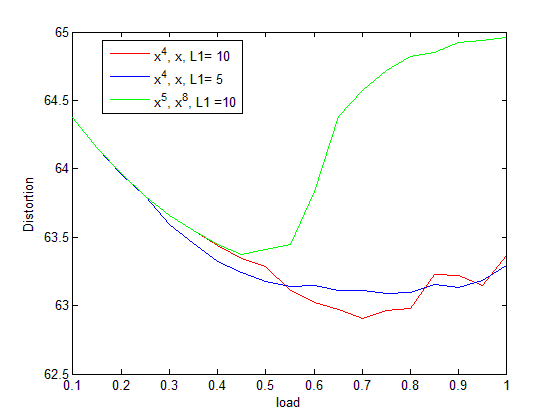 x⁴, x, L1= 10
x⁴, x, L1= 5
x⁵, x⁸, L1 =10
65
64.5
64
63.5
63
62.5
Distortion
0.1 0.2 0.3 0.4 0.5 0.6 0.7 0.8 0.9 1
load